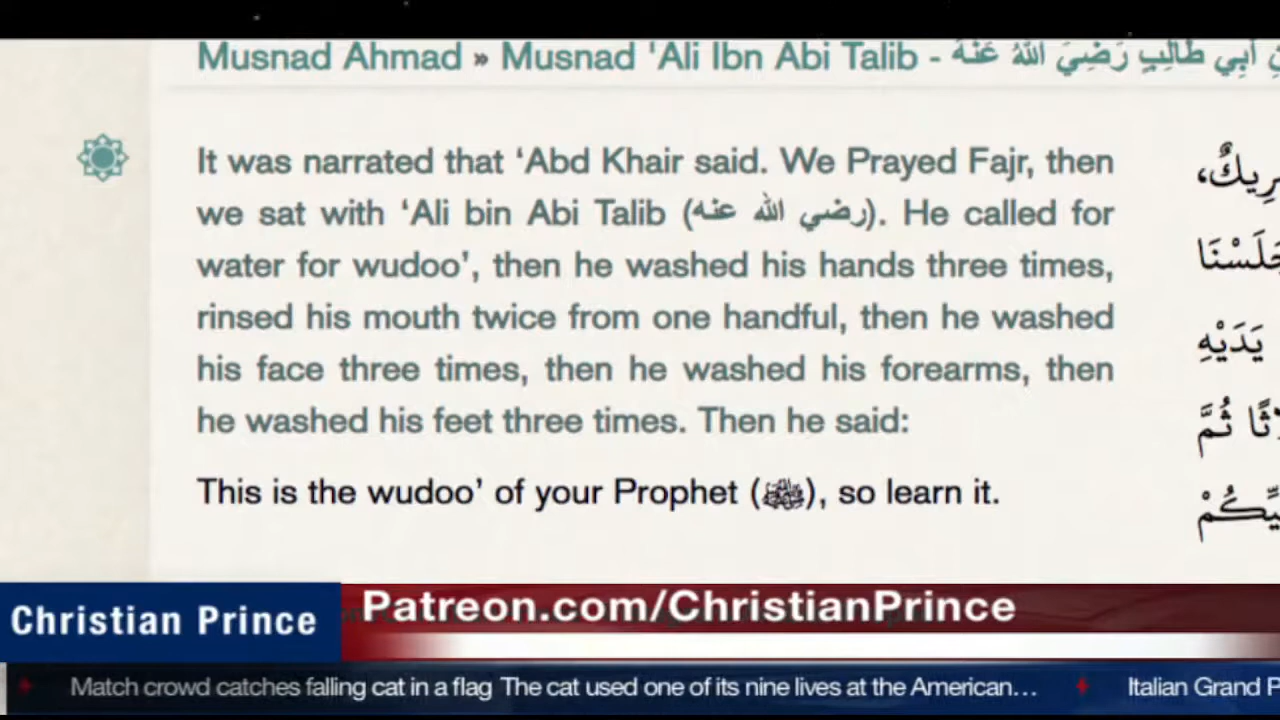 Musnad Ahmad » Musnad 'Ali Ibn Abi Talib - أَبِي طَالِبٍ رَضِيَ اللَّهُ عَنْهُ
It was narrated that ‘Abd Khair said. We Prayed Fajr, then
we sat with ‘Ali bin Abi Talib (رضي الله عنه). He called for
water for wudoo’, then he washed his hands three times,
rinsed his mouth twice from one handful, then he washed
his face three times, then he washed his forearms, then
he washed his feet three times. Then he said:
This is the wudoo’ of your Prophet (ﷺ), so learn it.
يَدَيْهِ
ثُمَّ
Christian Prince
Patreon.com/ChristianPrince
Match crowd catches falling cat in a flag The cat used one of its nine lives at the American... Italian Grand P